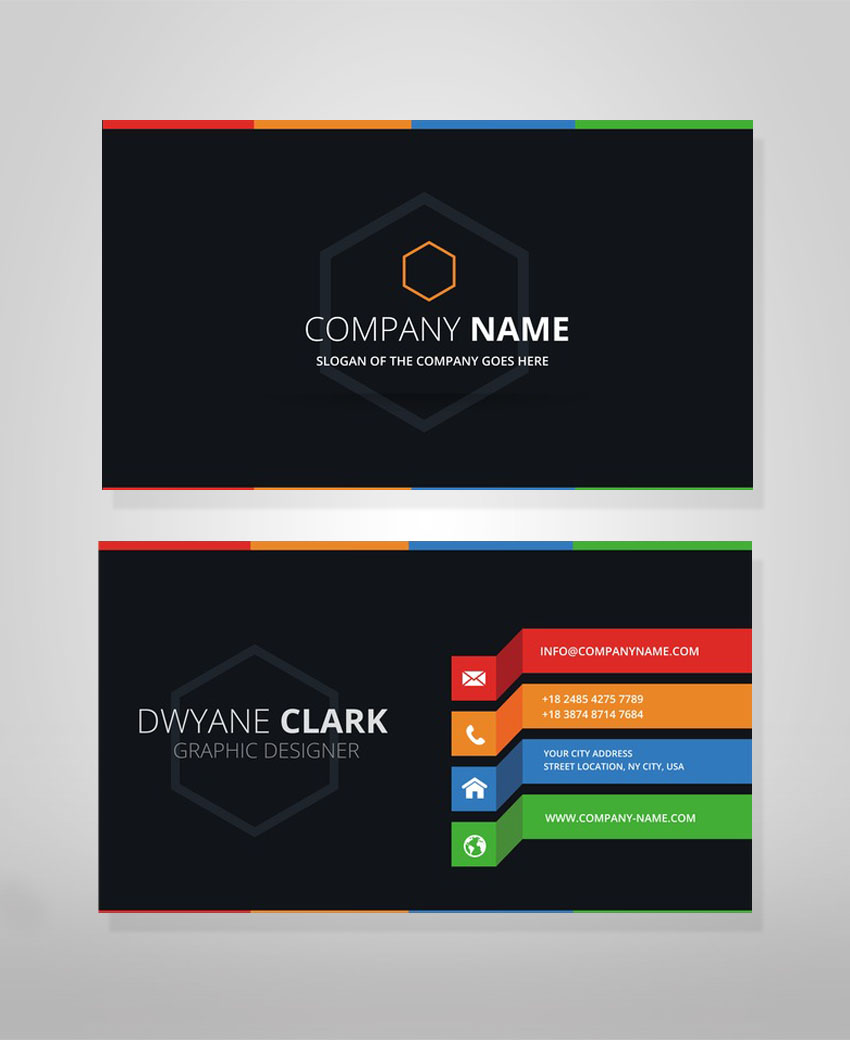 COMPANY NAME
SLOGAN OF THE COMPANY GOES HERE
DWYANE CLARK
GRAPHIC DESIGNER
INFO@COMPANYNAME.COM
+18 2485 4275 7789
+18 3874 8714 7684
YOUR CITY ADDRESS
STREET LOCATION, NY CITY, USA
WWW.COMPANY-NAME.COM